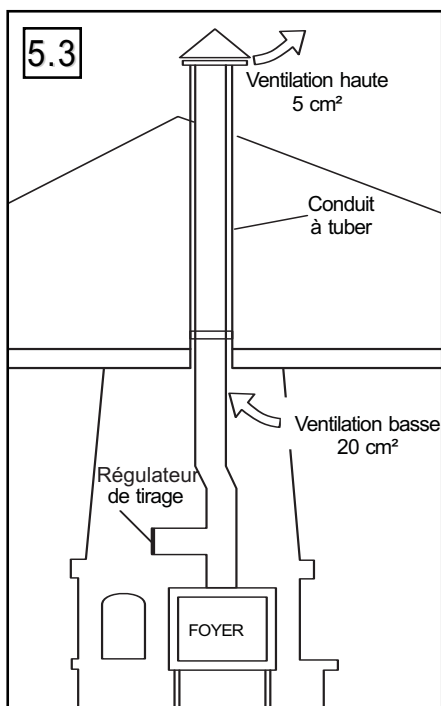 5.3
Ventilation haute
5 cm²
Conduit
à tuber
Ventilation basse
20 cm²
Régulateur
de tirage
FOYER